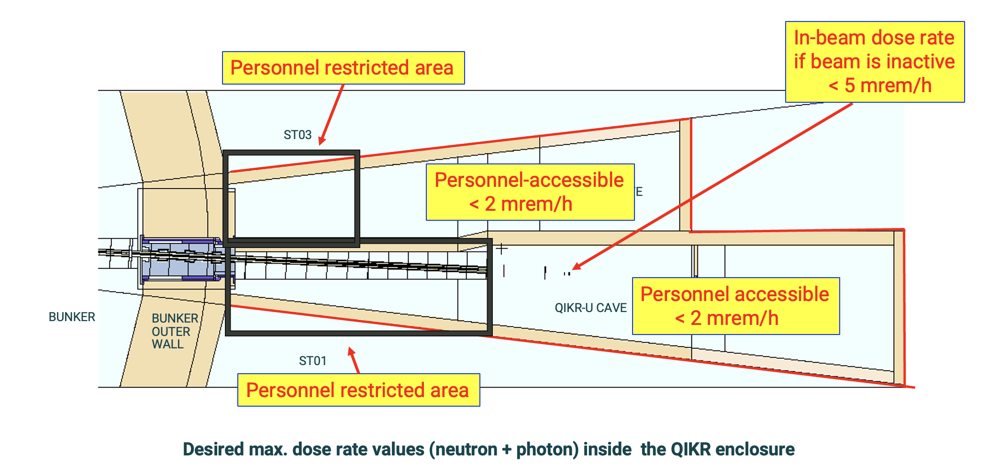 In-beam dose rate
if beam is inactive
< 5 mrem/h
Personnel restricted area
ST03
Personnel-accessible
< 2 mrem/h
E
Personnel accessible
< 2 mrem/h
QIKR-U CAVE
BUNKER
BUNKER
OUTER
WALL
ST01
Personnel restricted area
Desired max. dose rate values (neutron + photon) inside  the QIKR enclosure